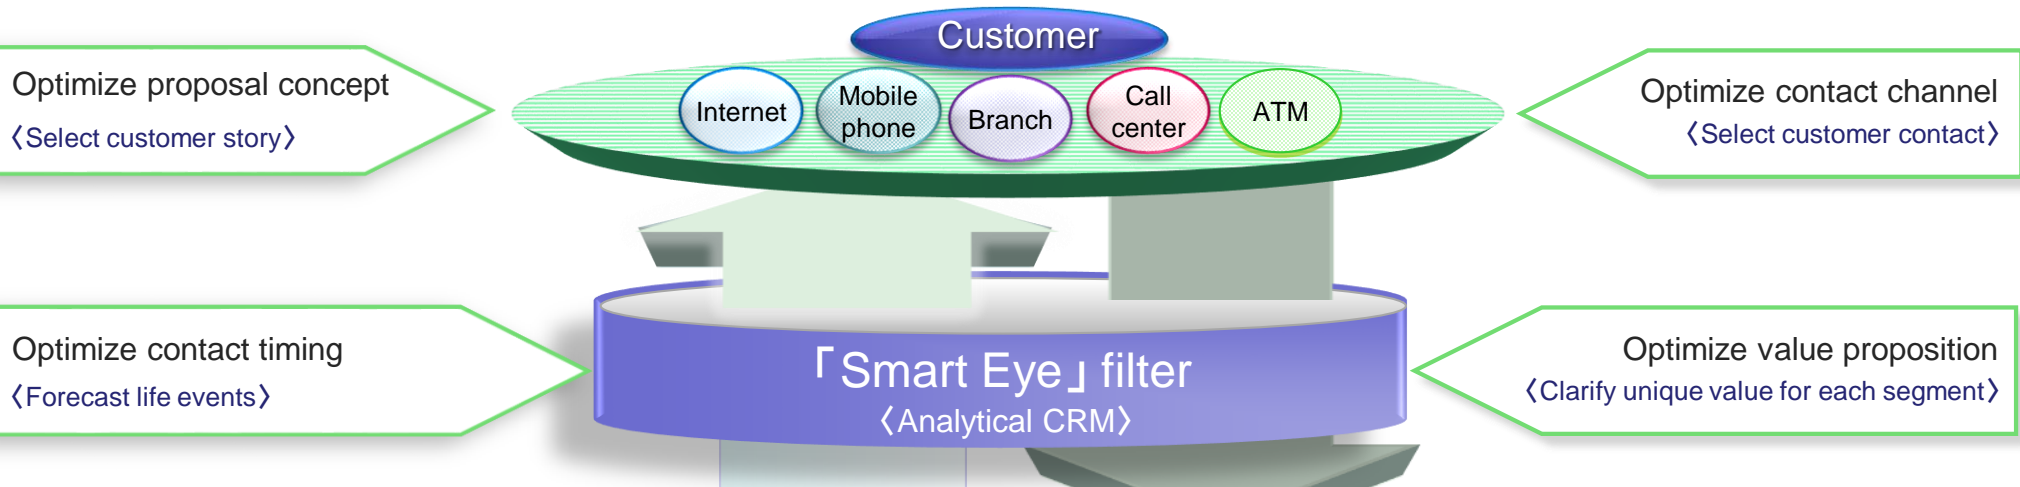 Customer
Optimize proposal concept
〈Select customer story〉
Internet
Mobile
phone
Branch
Call
center
ATM
Optimize contact channel
〈Select customer contact〉
Optimize contact timing
〈Forecast life events〉
「Smart Eye」filter
〈Analytical CRM〉
Optimize value proposition
〈Clarify unique value for each segment〉